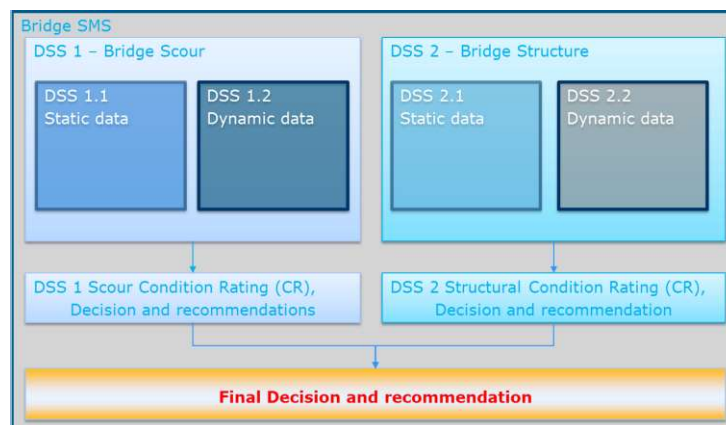 Bridge SMS
DSS 1 – Bridge Scour
DSS 1.1
Static data
DSS 1.2
Dynamic data
DSS 2 – Bridge Structure
DSS 2.1
Static data
DSS 2.2
Dynamic data
DSS 1 Scour Condition Rating (CR),
Decision and recommendations
DSS 2 Structural Condition Rating (CR),
Decision and recommendation
Final Decision and recommendation